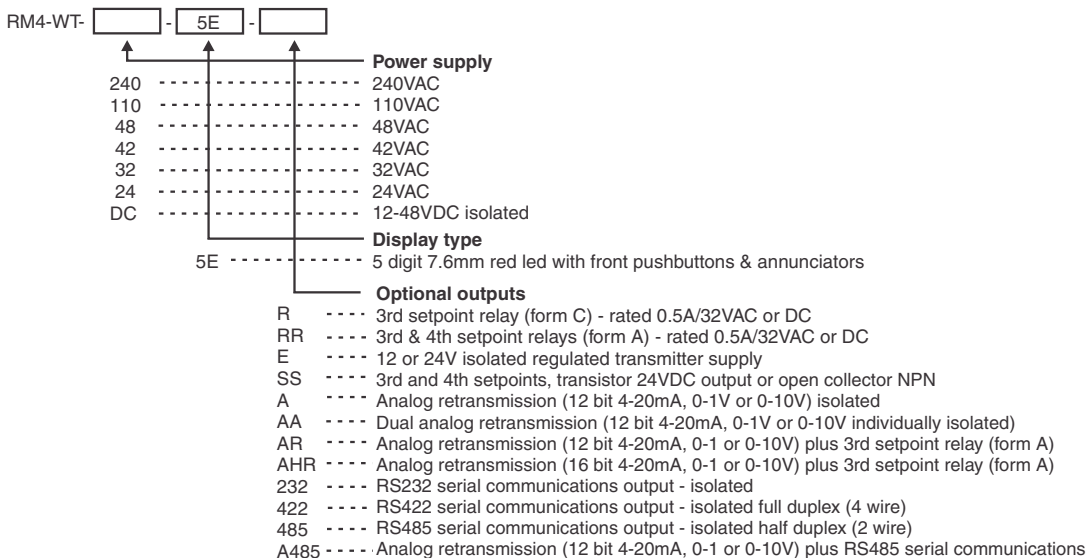 RM4-WT- - 5E -
Power supply
240 240VAC
110 110VAC
48 48VAC
42 42VAC
32 32VAC
24 24VAC
DC 12-48VDC isolated
Display type
5E 5 digit 7.6mm red led with front pushbuttons & annunciators
Optional outputs
R 3rd setpoint relay (form C) - rated 0.5A/32VAC or DC
RR 3rd & 4th setpoint relays (form A) - rated 0.5A/32VAC or DC
E 12 or 24V isolated regulated transmitter supply
SS 3rd and 4th setpoints, transistor 24VDC output or open collector NPN
A Analog retransmission (12 bit 4-20mA, 0-1V or 0-10V) isolated
AA Dual analog retransmission (12 bit 4-20mA, 0-1V or 0-10V individually isolated)
AR Analog retransmission (12 bit 4-20mA, 0-1 or 0-10V) plus 3rd setpoint relay (form A)
AHR Analog retransmission (16 bit 4-20mA, 0-1 or 0-10V) plus 3rd setpoint relay (form A)
232 RS232 serial communications output - isolated
422 RS422 serial communications output - isolated full duplex (4 wire)
485 RS485 serial communications output - isolated half duplex (2 wire)
A485 Analog retransmission (12 bit 4-20mA, 0-1 or 0-10V) plus RS485 serial communications